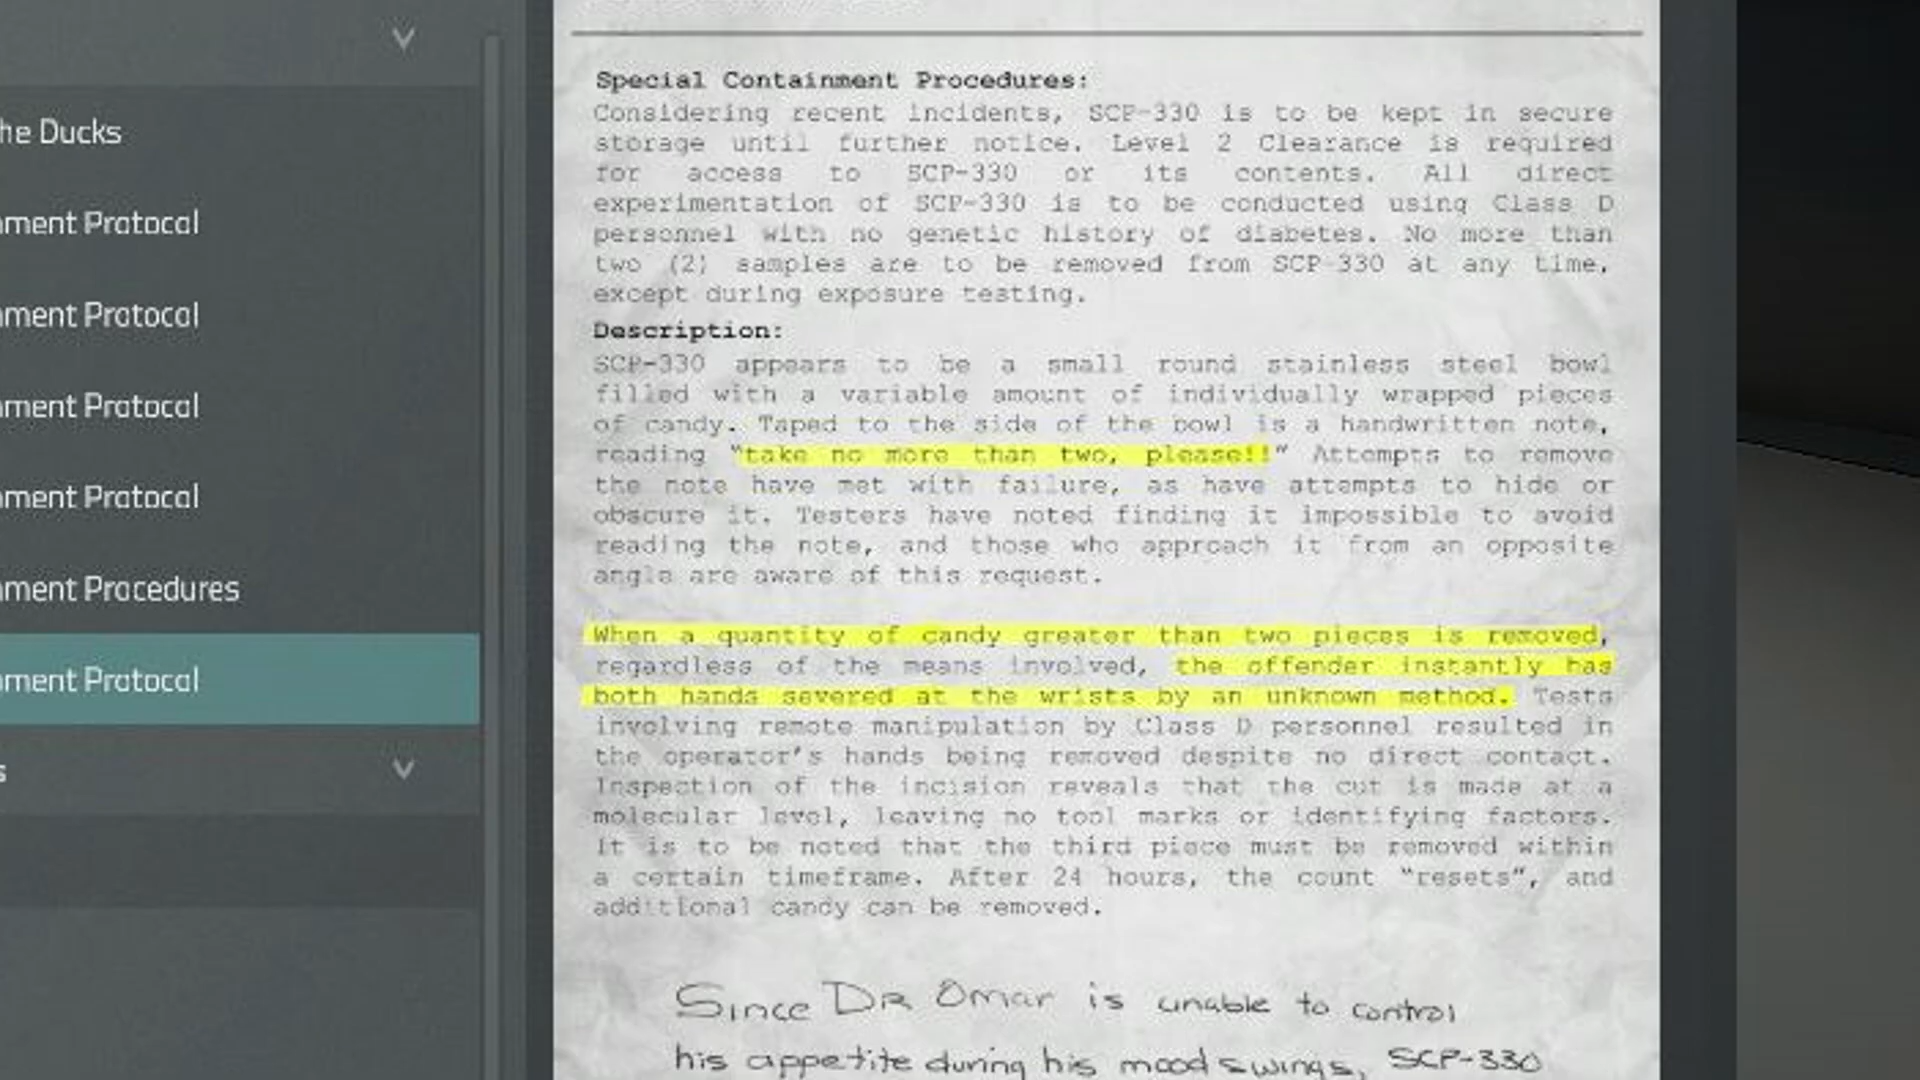 he Ducks
nment Protocol
nment Protocol
nment Protocol
nment Protocol
nment Procedures
nment Protocol
s
Special Containment Procedures:
Considering recent incidents, SCP-330 is to be kept in secure
storage until further notice. Level 2 Clearance is required
for access to SCP-330 or its contents. All direct
experimentation of SCP-330 is to be conducted using Class D
personnel with no genetic history of diabetes. No more than
two (2) samples are to be removed from SCP-330 at any time,
except during exposure testing.
Description:
SCP-330 appears to be a small round stainless steel bowl
filled with a variable amount of individually wrapped pieces
of candy. Taped to the side of the bowl is a handwritten note,
reading "take no more than two, please!!" Attempts to remove
the note have met with failure, as have attempts to hide or
obscure it. Testers have noted finding it impossible to avoid
reading the note, and those who approach it from an opposite
angle are aware of this request.
When a quantity of candy greater than two pieces is removed,
regardless of the means involved, the offender instantly has
both hands severed at the wrists by an unknown method. Tests
involving remote manipulation by Class D personnel resulted in
the operator's hands being removed despite no direct contact.
Inspection of the incision reveals that the cut is made at a
molecular level, leaving no tool marks or identifying factors.
It is to be noted that the third piece must be removed within
a certain timeframe. After 24 hours, the count "resets", and
additional candy can be removed.
Since DR Omar is unable to control
his appetite during his mood swings, SCP-330